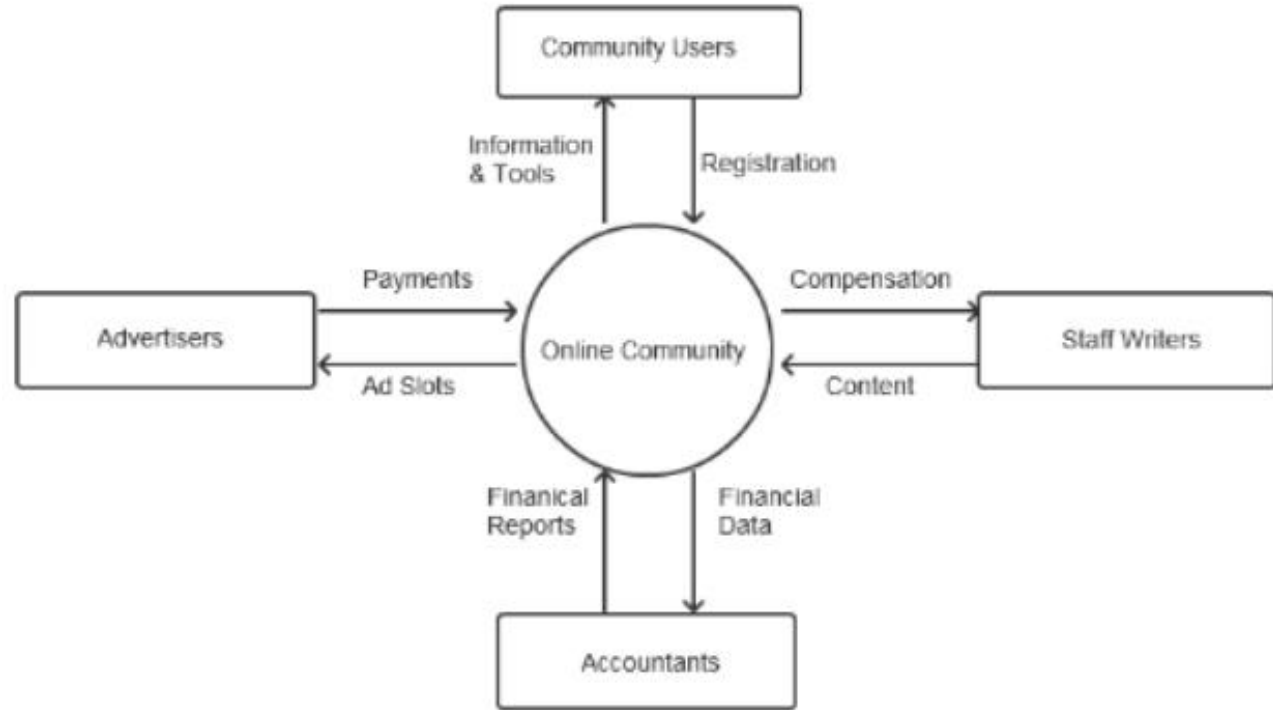 Community Users
Information
& Tools
Registration
Payments
Compensation
Advertisers
Online Community
Staff Writers
Ad Slots
Content
Finanical
Reports
Financial
Data
Accountants